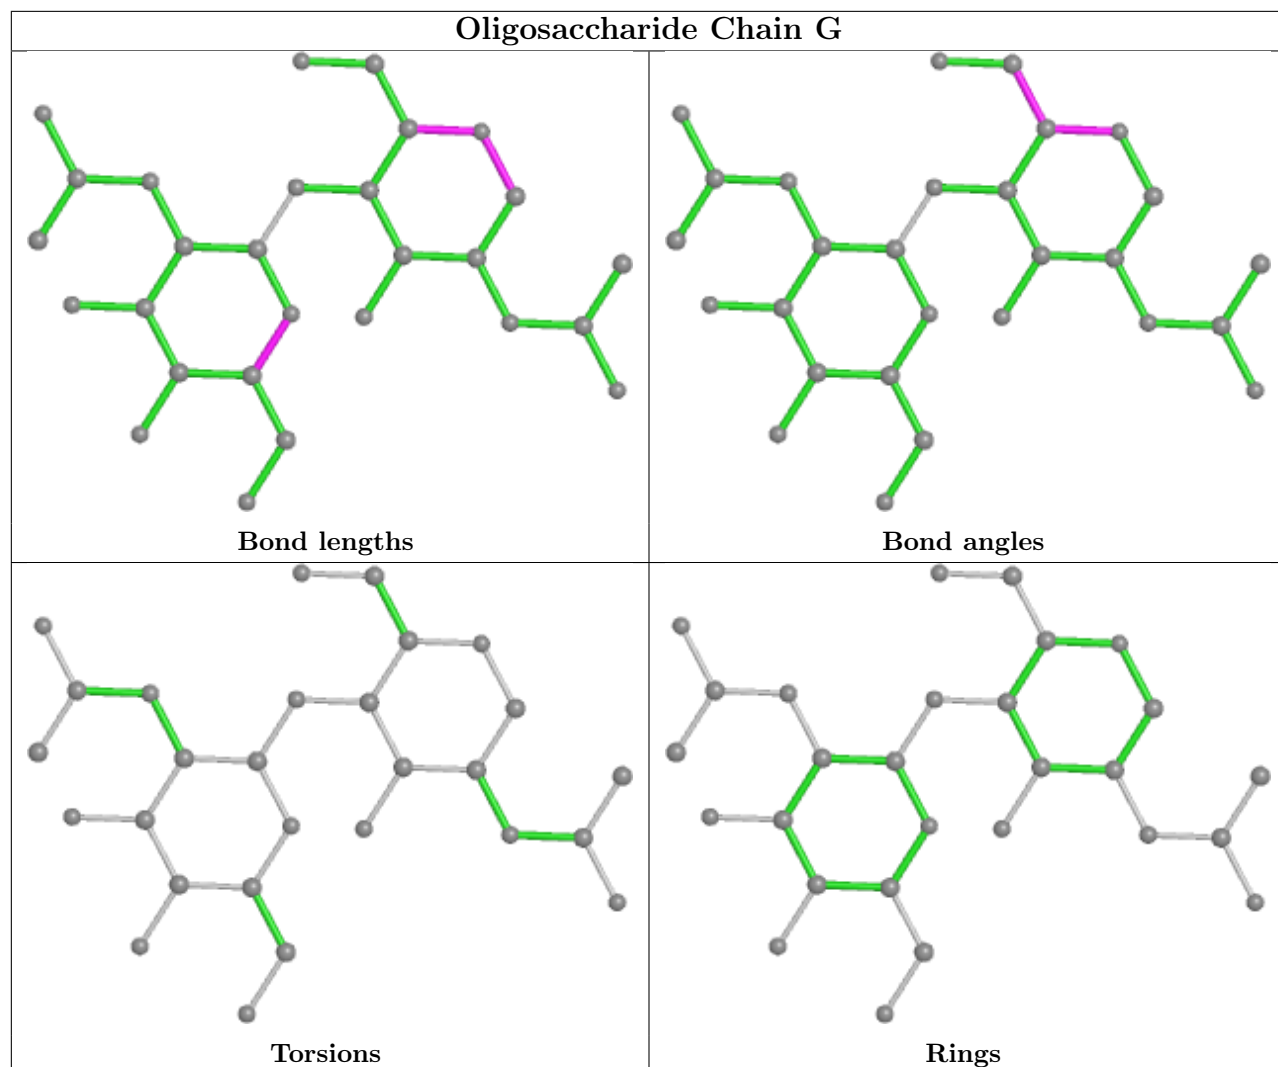 Oligosaccharide Chain G
Bond lengths
Bond angles
Torsions
Rings